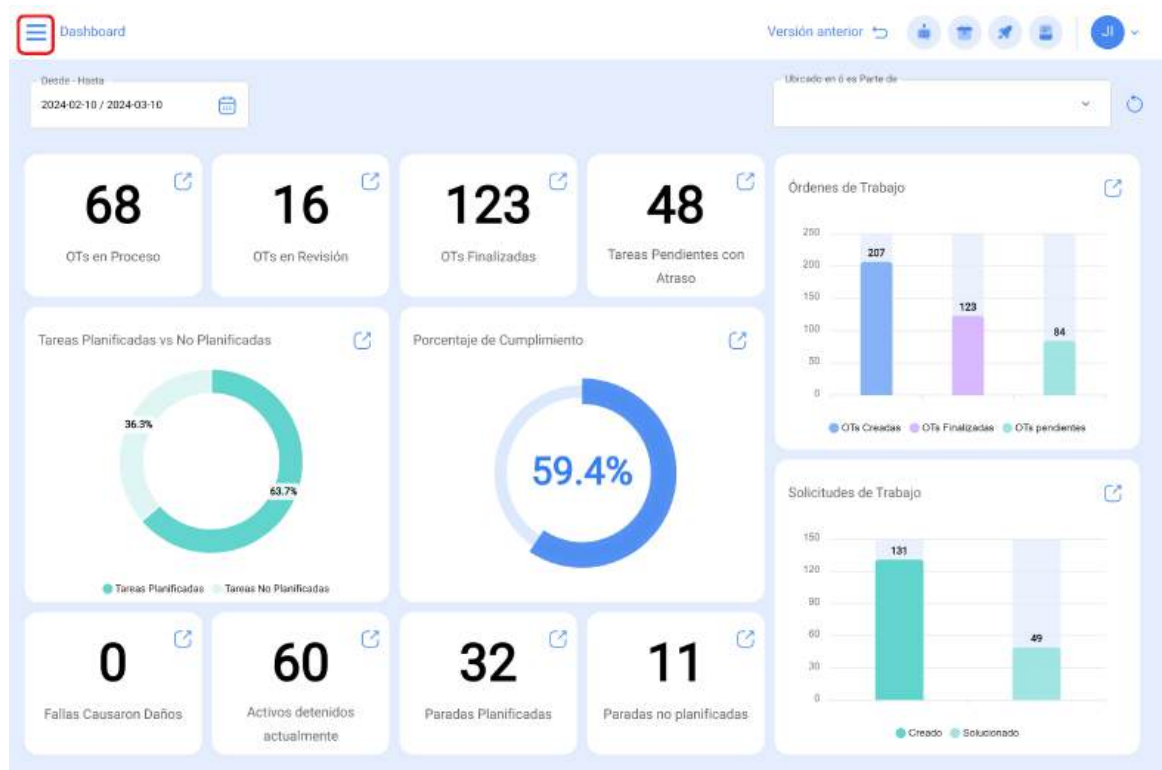 Dashboard
Versión anterior
JI
Desde - Hasta
2024-02-10 / 2024-03-10
Ubicado en ó es Parte de
68
OTs en Proceso
16
OTs en Revisión
123
OTs Finalizadas
48
Tareas Pendientes con
Atraso
Órdenes de Trabajo
250
200
150
100
50
0
207
123
84
OTs Creadas OTs Finalizadas OTs pendientes
Tareas Planificadas vs No Planificadas
36.3%
63.7%
Tareas Planificadas Tareas No Planificadas
Porcentaje de Cumplimiento
59.4%
Solicitudes de Trabajo
150
120
90
60
30
0
131
49
Creado Solucionado
0
Fallas Causaron Daños
60
Activos detenidos
actualmente
32
Paradas Planificadas
11
Paradas no planificadas